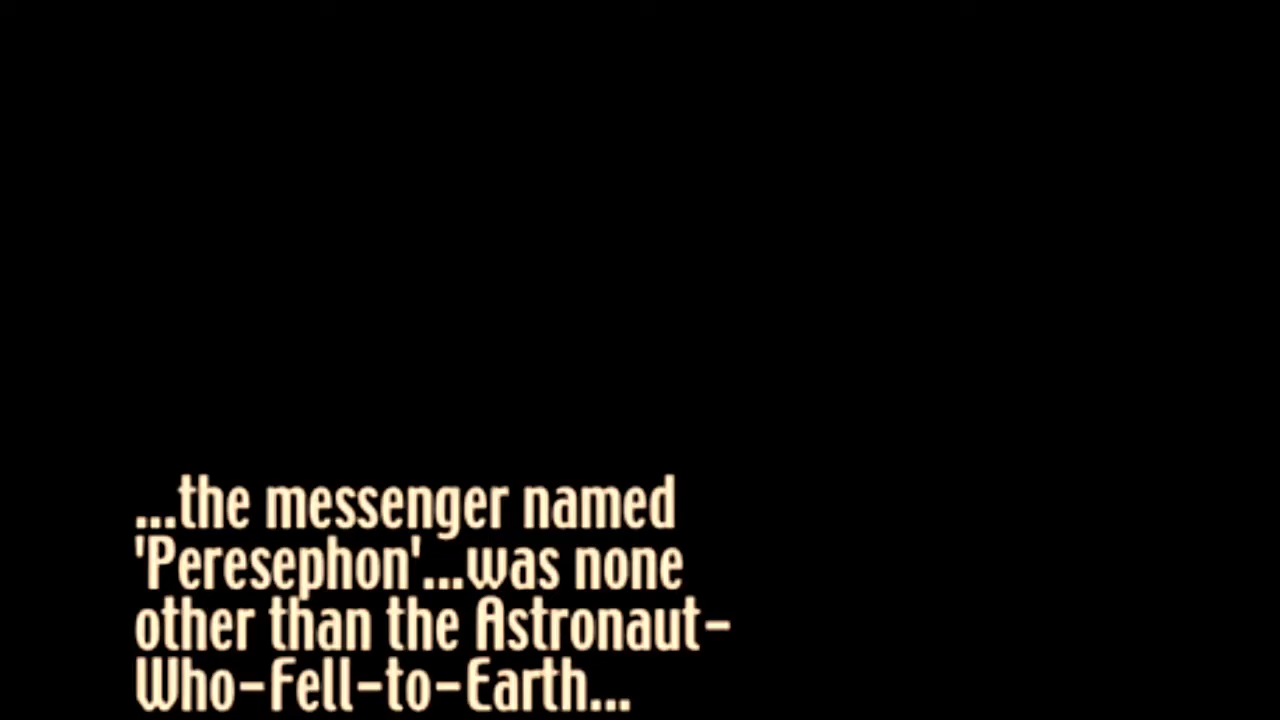 ...the messenger named
'Peresephon'...was none
other than the Astronaut-
Who-Fell-to-Earth...